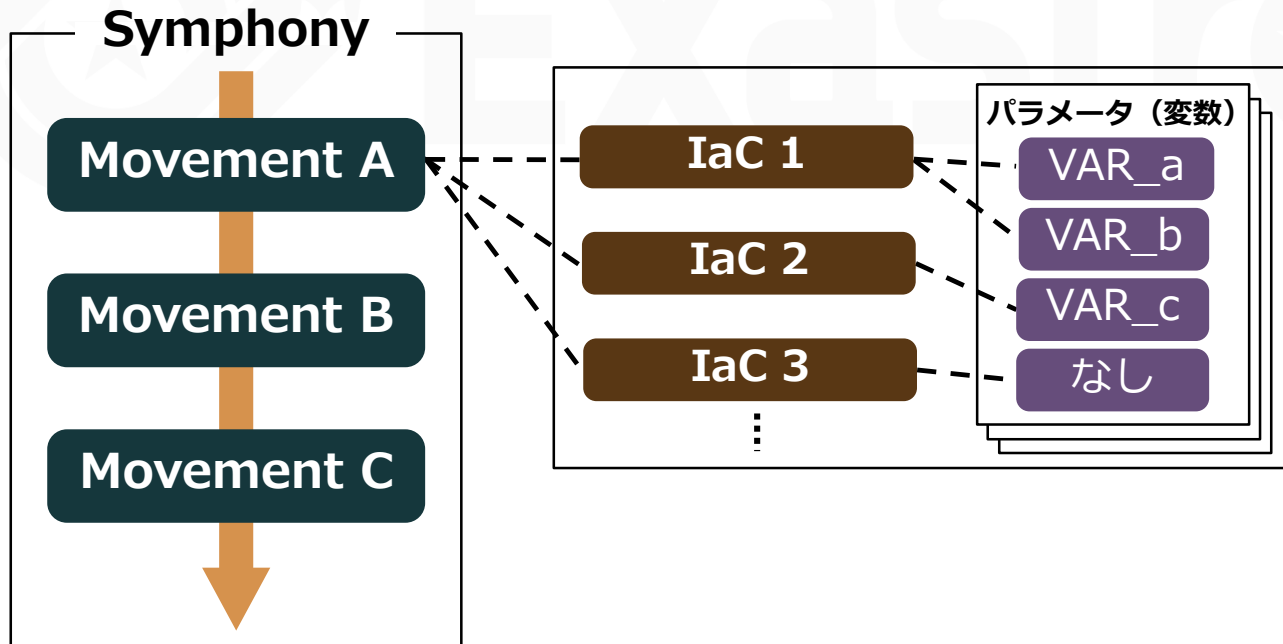 Symphony
Movement A
Movement B
Movement C
IaC 1
IaC 2
IaC 3
パラメータ（変数）
VAR_a
VAR_b
VAR_c
なし